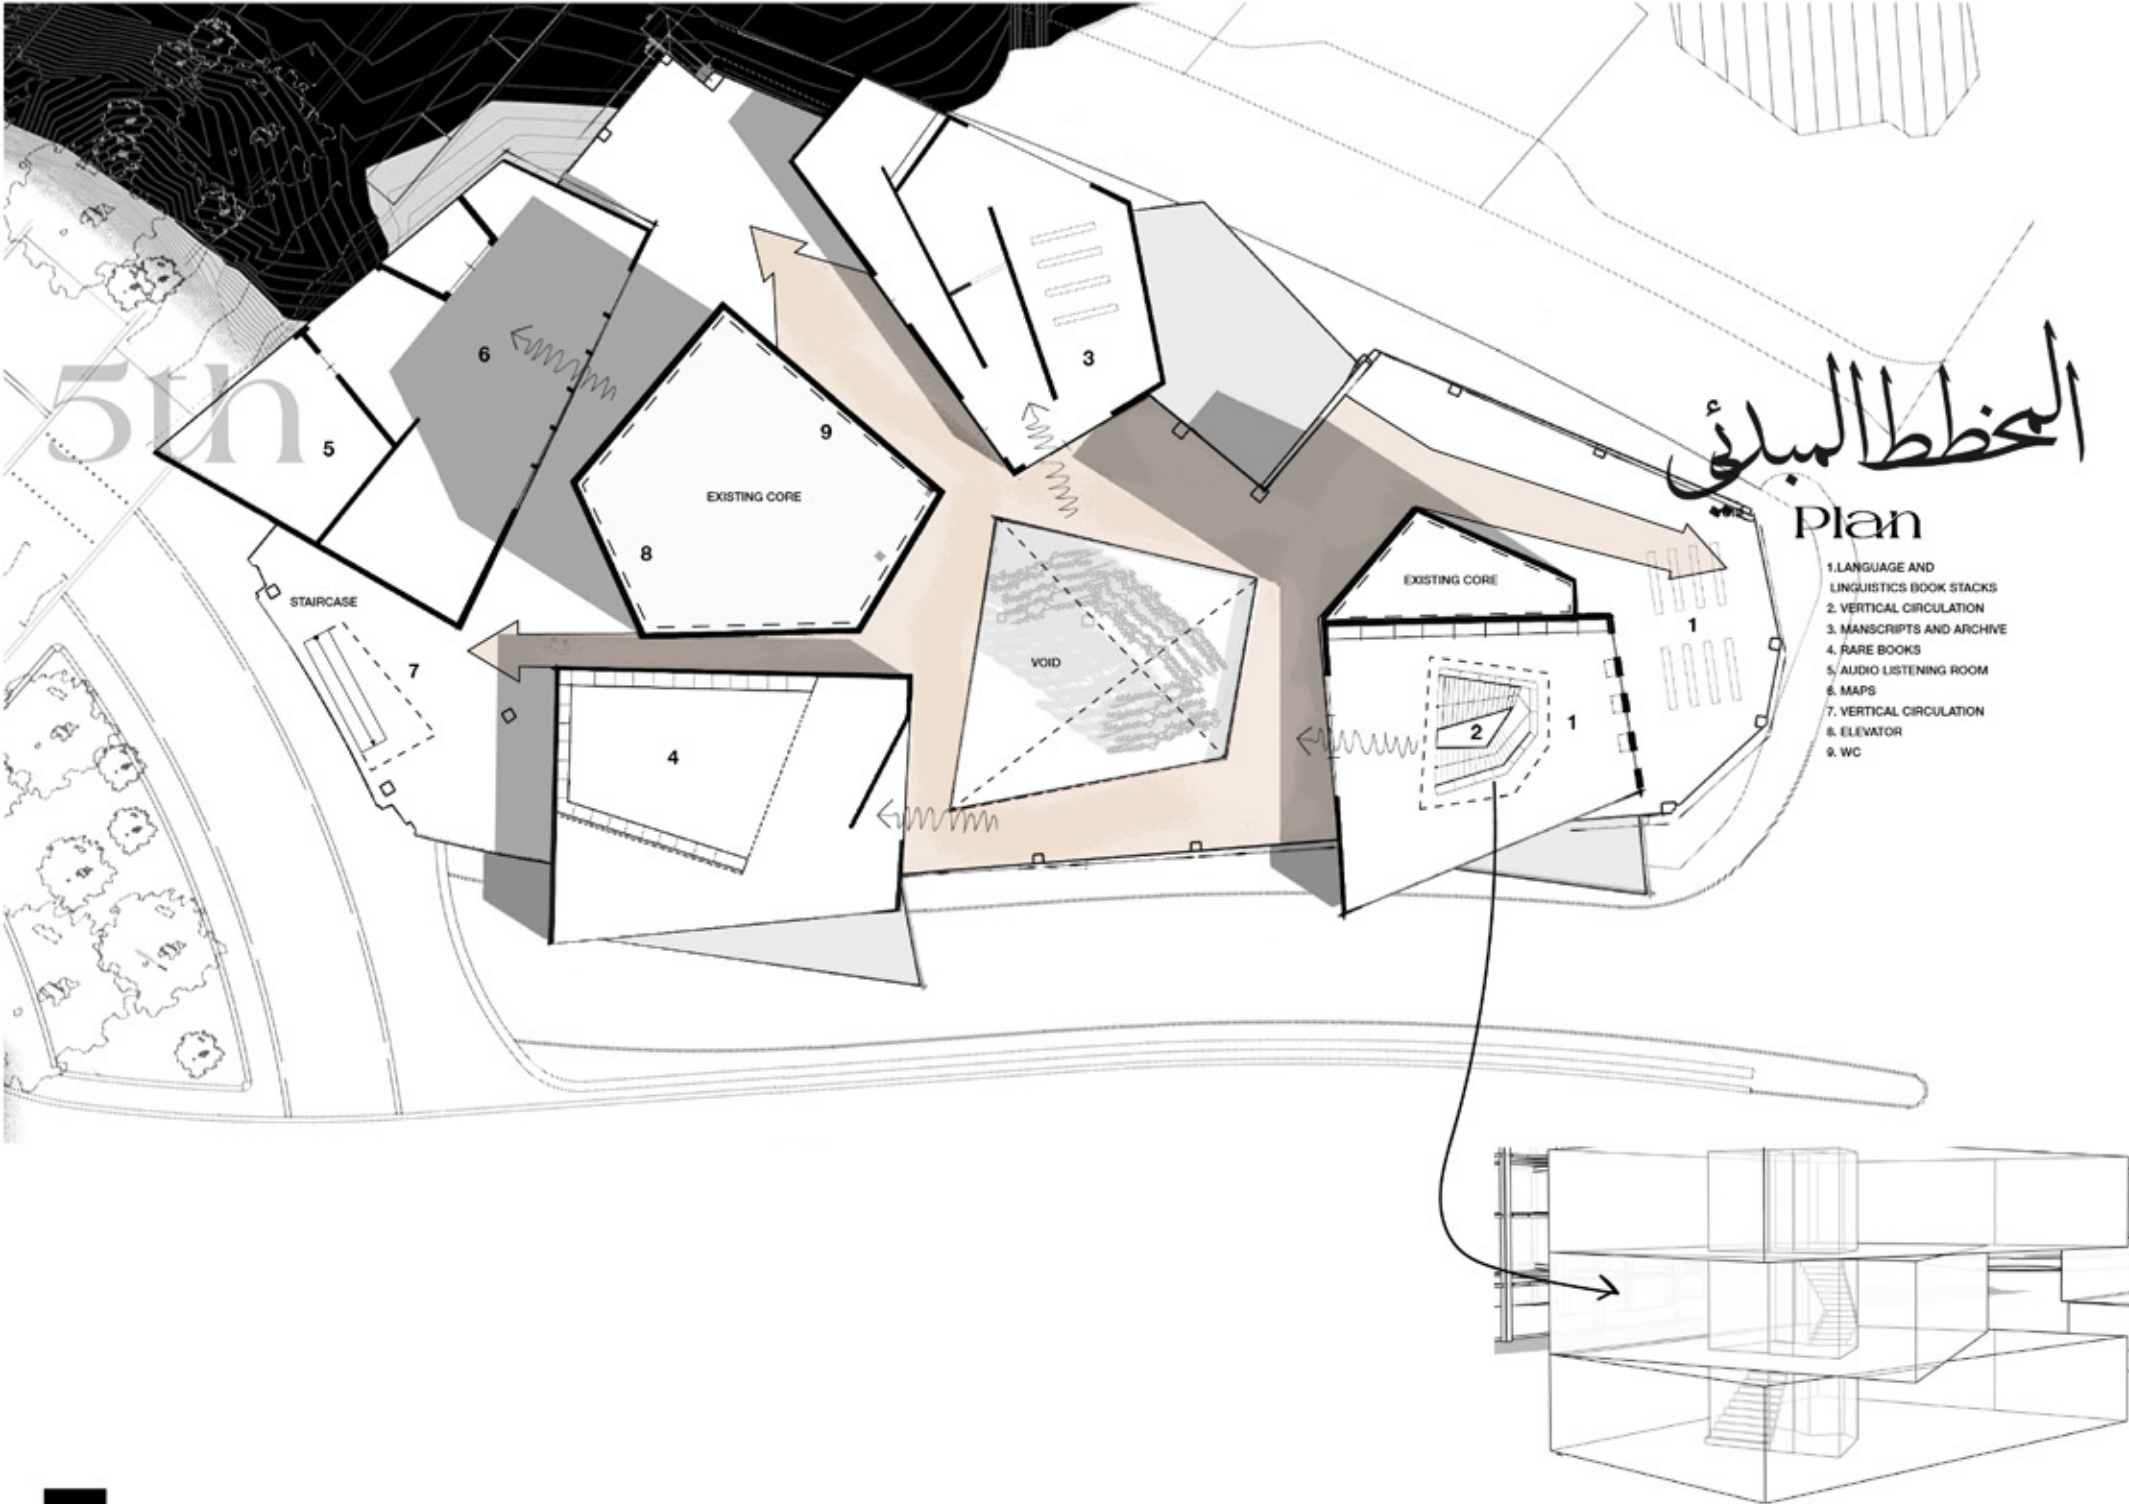 5th
المخطط المبدئي
Plan
1.LANGUAGE AND
LINGUISTICS BOOK STACKS
2. VERTICAL CIRCULATION
3. MANSCRIPTS AND ARCHIVE
4. RARE BOOKS
5. AUDIO LISTENING ROOM
6. MAPS
7. VERTICAL CIRCULATION
8. ELEVATOR
9. WC
3
6
9
5
EXISTING CORE
8
EXISTING CORE
STAIRCASE
1
VOID
7
1
2
4